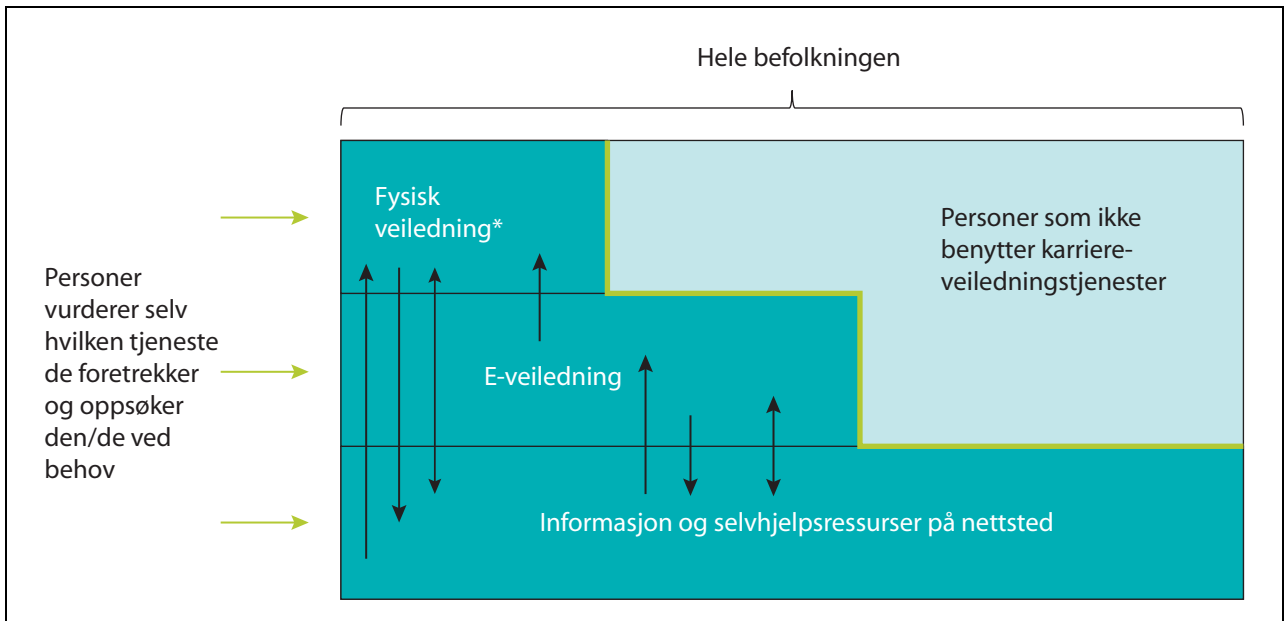 Hele befolkningen
Fysisk
veiledning*
Personer som ikke
benytter karriere-
veiledningstjenester
Personer
vurderer selv
hvilken tjeneste
de foretrekker
og oppsøker
den/de ved
behov
E-veiledning
Informasjon og selvhjelpsressurser på nettsted